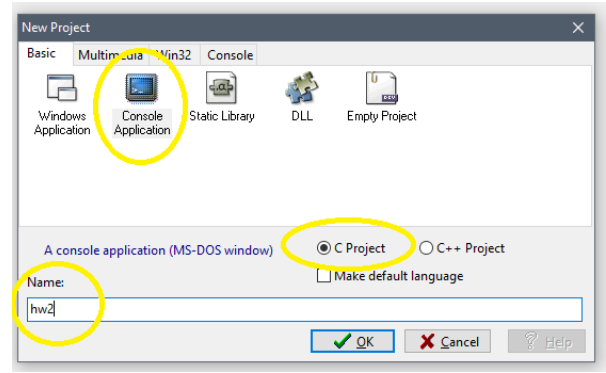 New Project
Basic Multimedia Win32 Console
Windows Application
Console Application
Static Library
DLL
Empty Project
A console application (MS-DOS window)
C Project
C++ Project
Make default language
Name:
hw2
OK Cancel Help